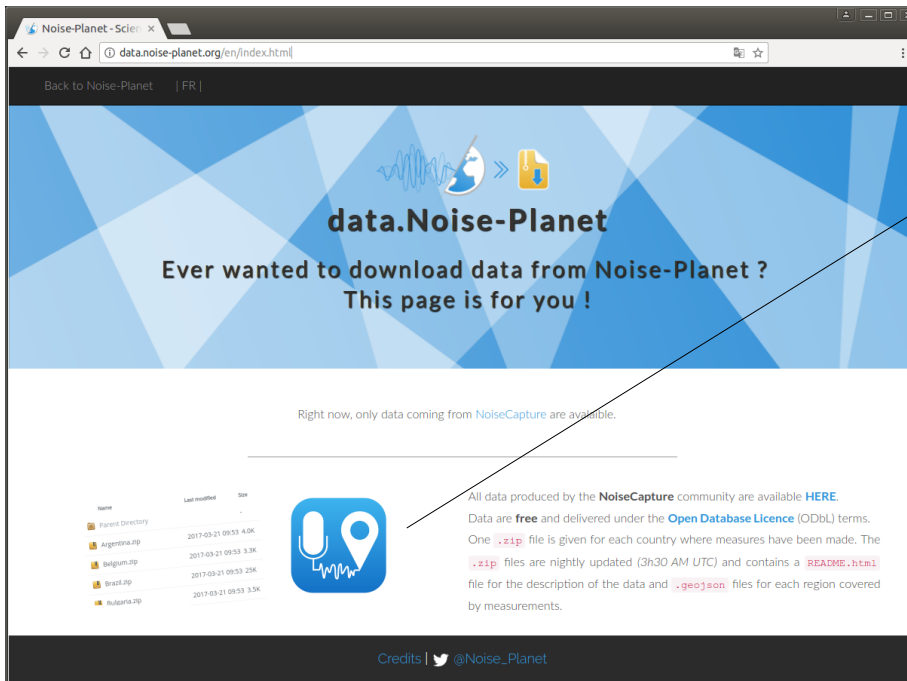 Noise-Planet - Scien
data.noise-planet.org/en/index.html
Back to Noise-Planet | FR |
data.Noise-Planet
Ever wanted to download data from Noise-Planet ?
This page is for you !
Right now, only data coming from NoiseCapture are avalaible.
Name Last modified Size
Parent Directory -
Argentina.zip 2017-03-21 09:53 4.0K
Belgium.zip 2017-03-21 09:53 3.3K
Brazil.zip 2017-03-21 09:53 25K
Bulgaria.zip 2017-03-21 09:53 3.5K
All data produced by the NoiseCapture community are available HERE.
Data are free and delivered under the Open Database Licence (ODbL) terms.
One .zip file is given for each country where measures have been made. The
.zip files are nightly updated (3h30 AM UTC) and contains a README.html
file for the description of the data and .geojson files for each region covered
by measurements.
Credits | @Noise_Planet